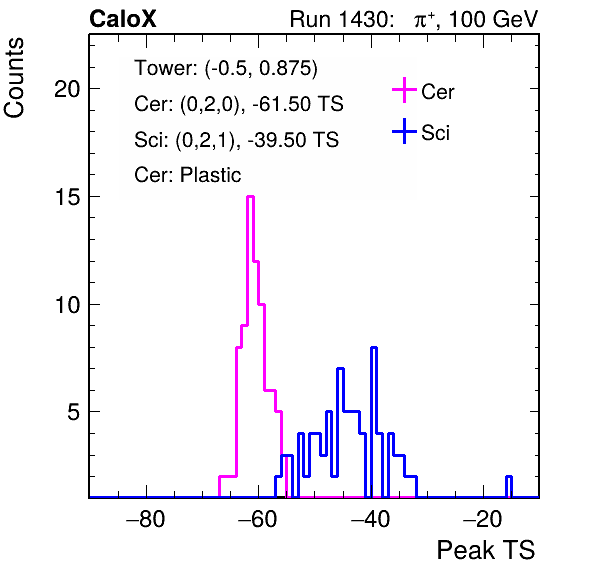 CaloX Run 1430: π⁺, 100 GeV
Counts
Tower: (-0.5, 0.875)
Cer: (0,2,0), -61.50 TS
Sci: (0,2,1), -39.50 TS
Cer: Plastic
Cer
Sci
20
15
10
5
−80 −60 −40 −20
Peak TS